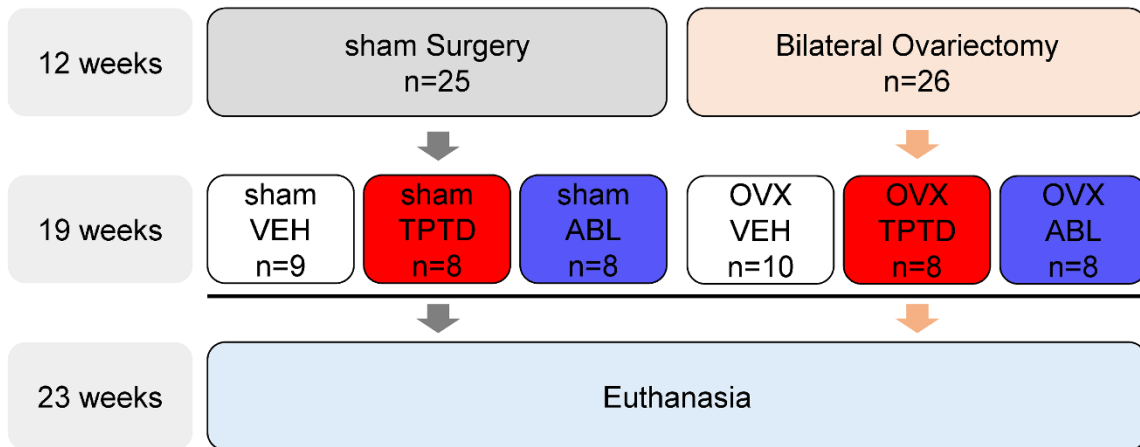 12 weeks
sham Surgery
n=25
Bilateral Ovariectomy
n=26
19 weeks
sham
VEH
n=9
sham
TPTD
n=8
sham
ABL
n=8
OVX
VEH
n=10
OVX
TPTD
n=8
OVX
ABL
n=8
23 weeks
Euthanasia